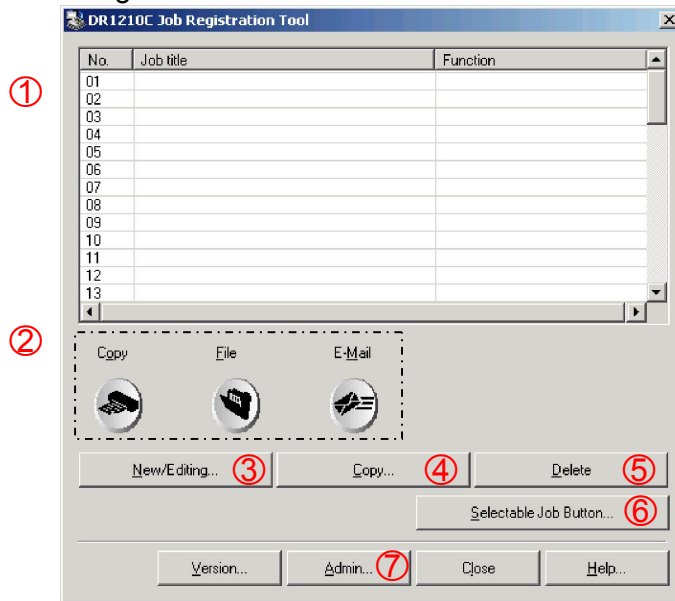 DR1210C Job Registration Tool
No. Job title Function
①
01
02
03
04
05
06
07
08
09
10
11
12
13
②
Copy File E-Mail
New/Editing... ③ Copy... ④ Delete ⑤
Selectable Job Button... ⑥
Version... Admin... ⑦ Close Help...